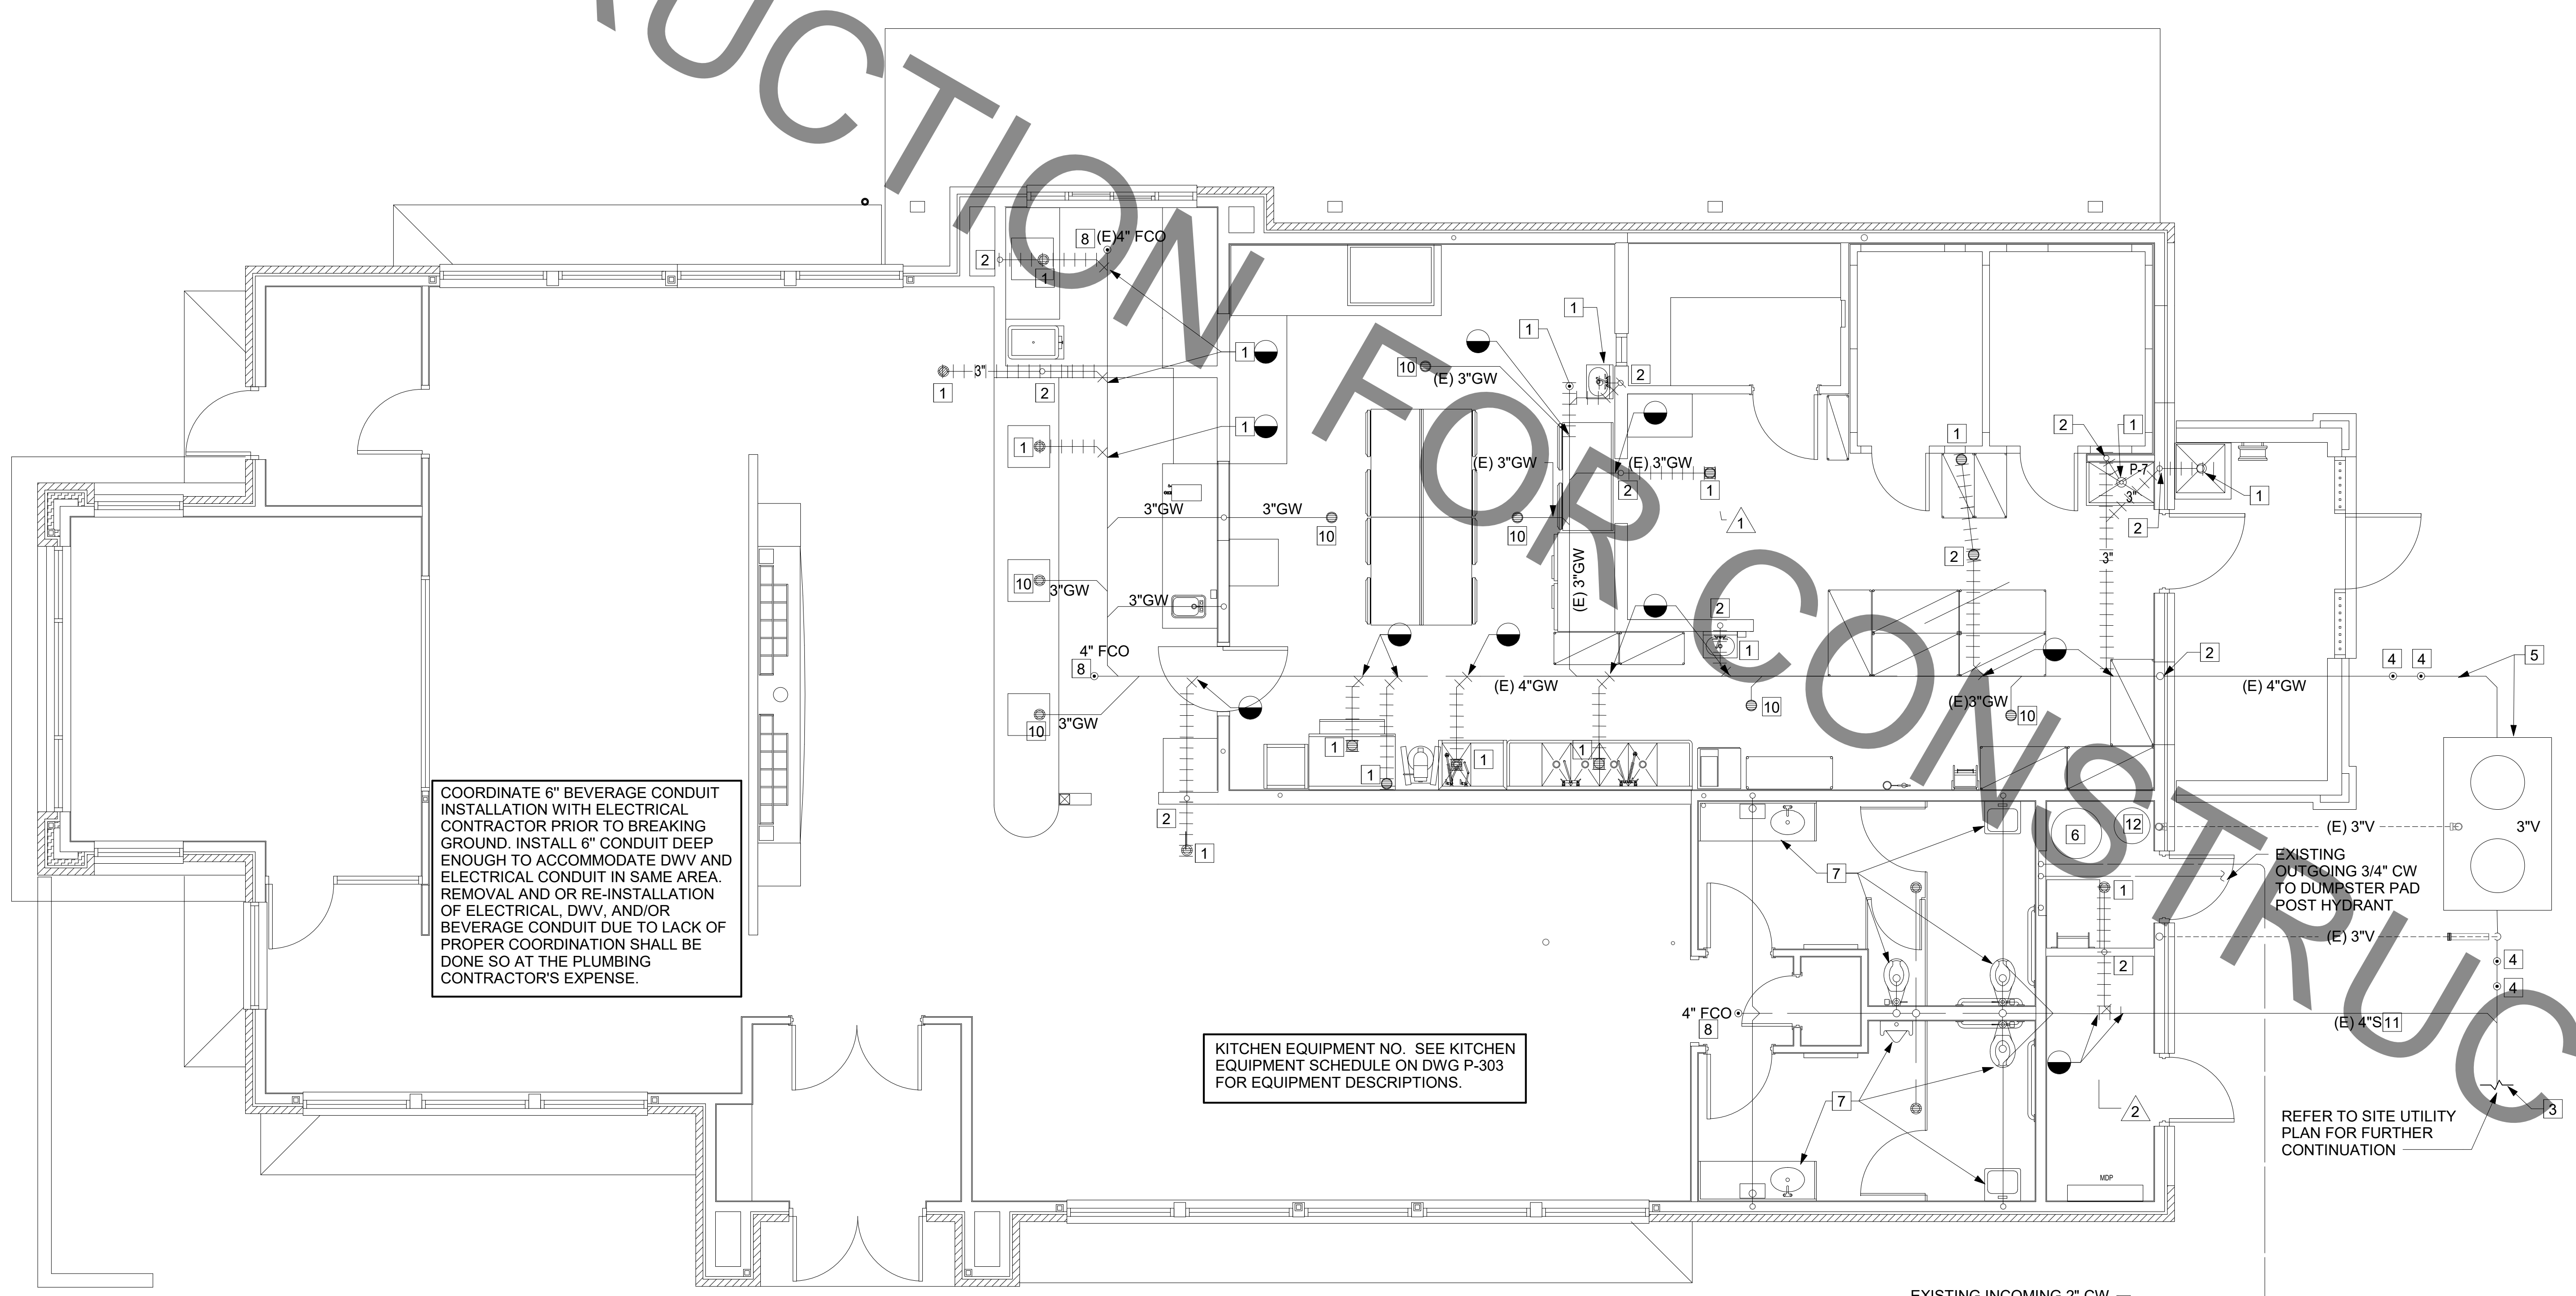 CONSTRUCTION FOR CONSTRUCTION
8 (E)4" FCO
2
1
1
1
1
10
(E) 3"GW
2
1
3"
1
2
1
1
(E) 3"GW
(E) 3"GW
2
1
1
2
2
1
P-7
3"
1
2
3"GW
3"GW
10
10
1
(E) 3"GW
2
3"
10
3"GW
3"GW
2
1
4" FCO
8
(E) 4"GW
2
4
4
5
(E) 4"GW
10
3"GW
10
(E)3"GW
10
1
1
1
1
COORDINATE 6" BEVERAGE CONDUIT
INSTALLATION WITH ELECTRICAL
CONTRACTOR PRIOR TO BREAKING
GROUND. INSTALL 6" CONDUIT DEEP
ENOUGH TO ACCOMMODATE DWV AND
ELECTRICAL CONDUIT IN SAME AREA.
REMOVAL AND OR RE-INSTALLATION
OF ELECTRICAL, DWV, AND/OR
BEVERAGE CONDUIT DUE TO LACK OF
PROPER COORDINATION SHALL BE
DONE SO AT THE PLUMBING
CONTRACTOR'S EXPENSE.
2
1
6
12
(E) 3"V
3"V
7
EXISTING
OUTGOING 3/4" CW
TO DUMPSTER PAD
POST HYDRANT
1
(E) 3"V
2
4
4
4" FCO
8
(E) 4"S 11
KITCHEN EQUIPMENT NO. SEE KITCHEN
EQUIPMENT SCHEDULE ON DWG P-303
FOR EQUIPMENT DESCRIPTIONS.
7
2
3
REFER TO SITE UTILITY
PLAN FOR FURTHER
CONTINUATION
MDP
EXISTING INCOMING 2" CW